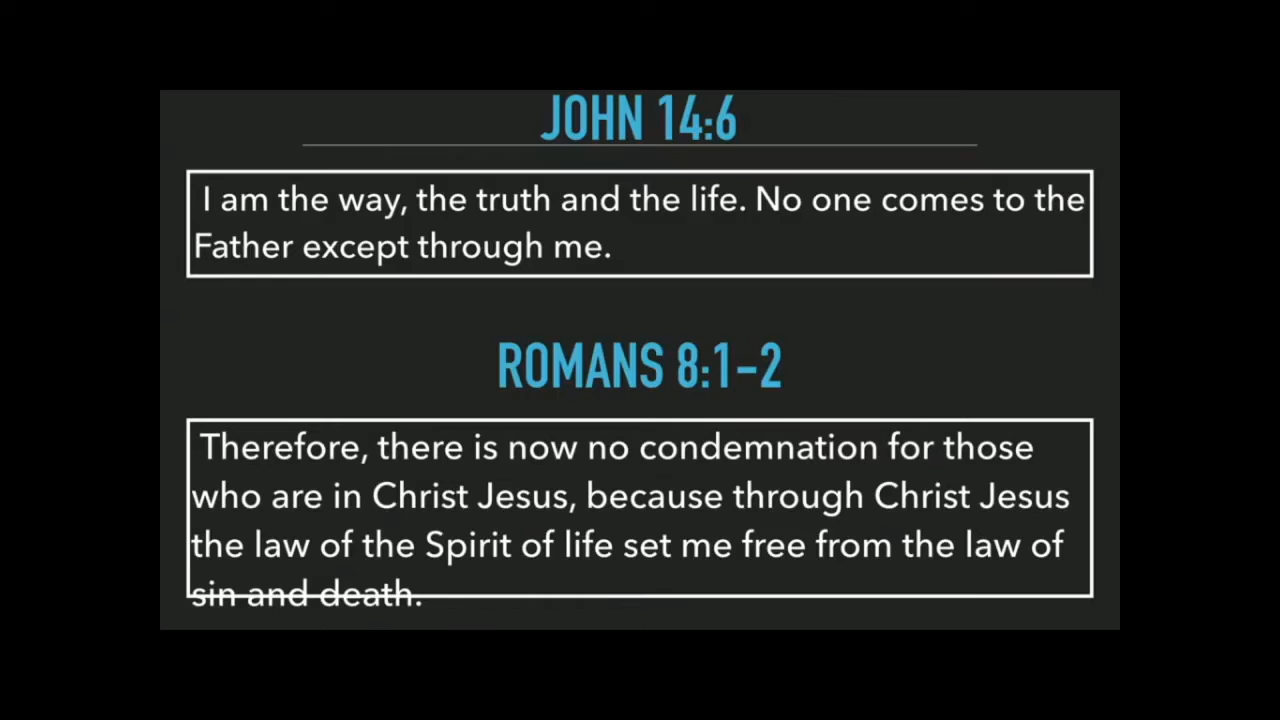 JOHN 14:6
I am the way, the truth and the life. No one comes to the
Father except through me.
ROMANS 8:1-2
Therefore, there is now no condemnation for those
who are in Christ Jesus, because through Christ Jesus
the law of the Spirit of life set me free from the law of
sin and death.